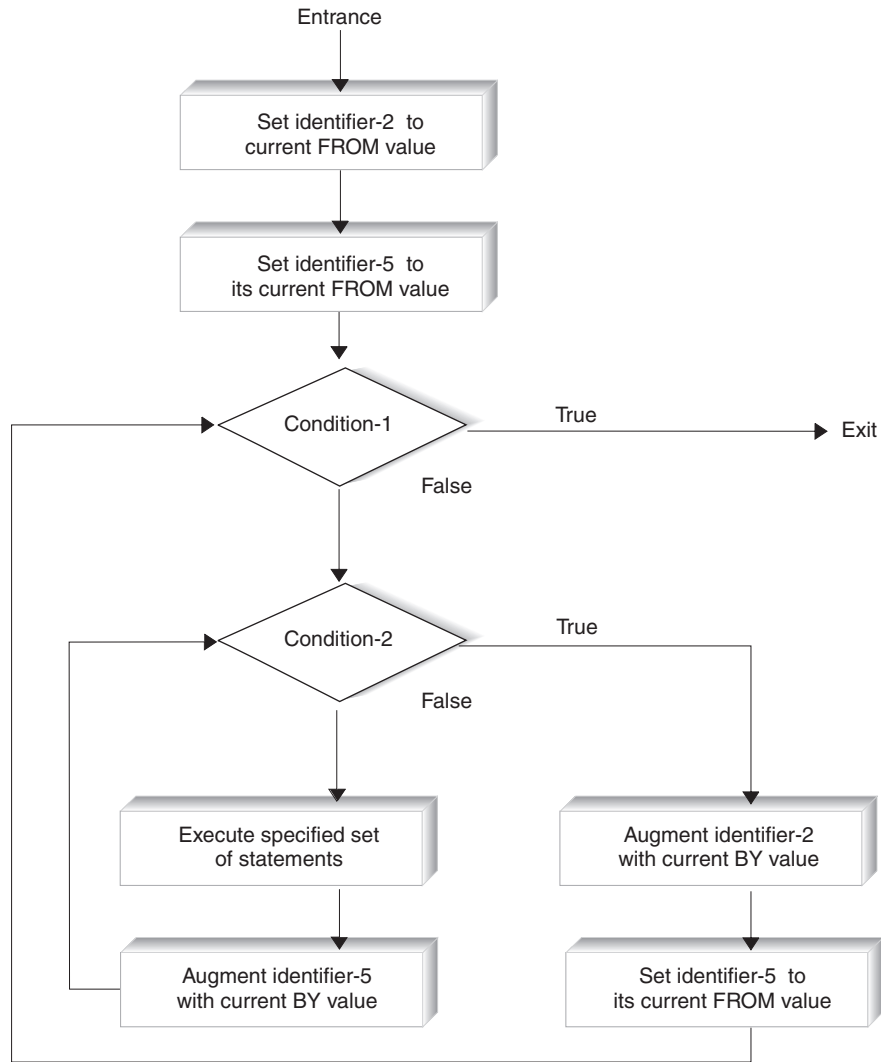 Entrance
Set identifier-2 to
current FROM value
Set identifier-5 to
its current FROM value
Condition-1
True
Exit
False
Condition-2
True
False
Execute specified set
of statements
Augment identifier-2
with current BY value
Augment identifier-5
with current BY value
Set identifier-5 to
its current FROM value